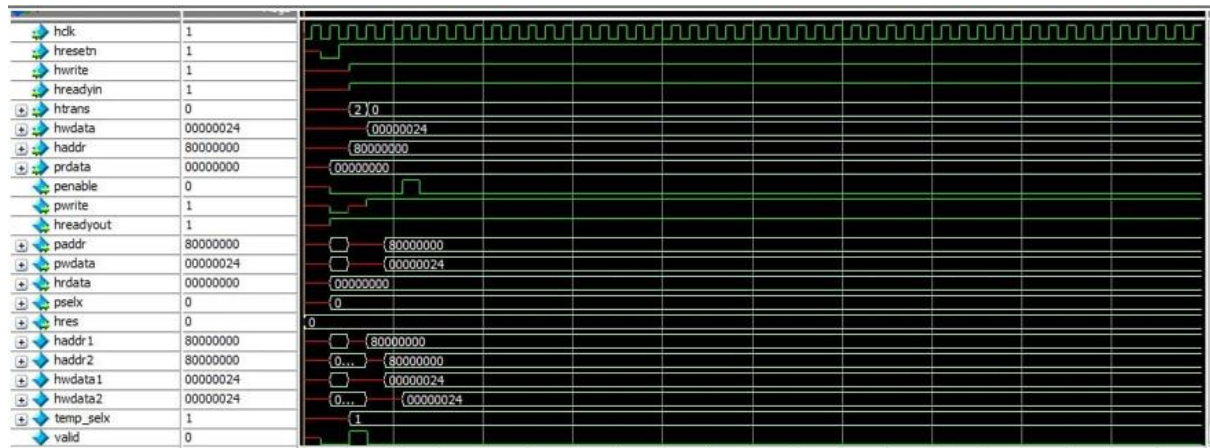 hclk 1
hresetn 1
hwrite 1
hreadyin 1
htrans 0 2 0
hwdata 00000024 00000024
haddr 80000000 80000000
prdata 00000000 00000000
penable 0
pwrite 1
hreadyout 1
paddr 80000000 80000000
pwdata 00000024 00000024
hrdata 00000000 00000000
pselx 0 0
hres 0 0
haddr1 80000000 80000000
haddr2 80000000 0... 80000000
hwdata1 00000024 00000024
hwdata2 00000024 0... 00000024
temp_selx 1 1
valid 0